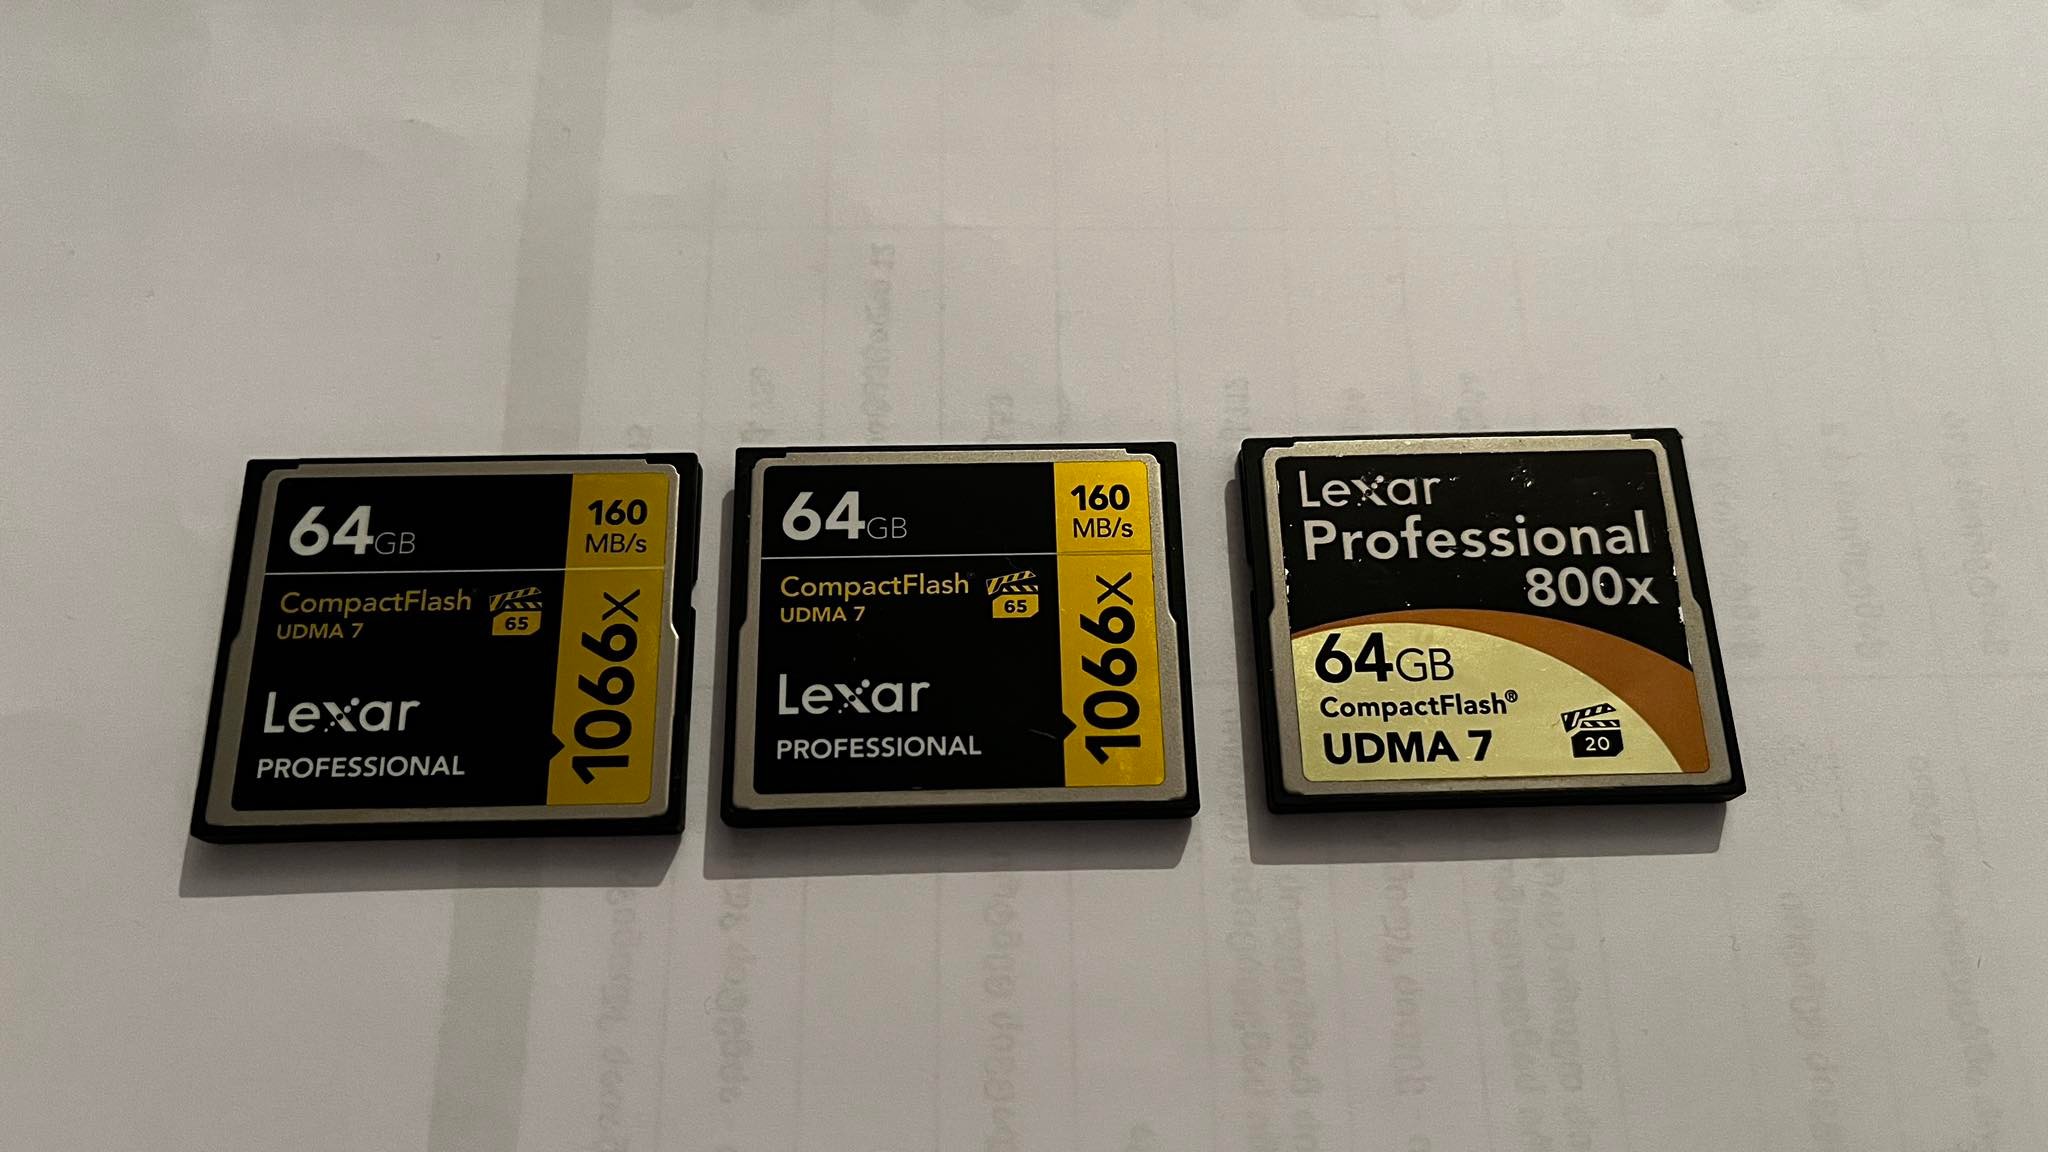 64GB
160
MB/s
CompactFlash
UDMA 7
65
1066x
Lexar
PROFESSIONAL
64GB
160
MB/s
CompactFlash
UDMA 7
65
1066x
Lexar
PROFESSIONAL
Lexar
Professional
800x
64GB
CompactFlash®
UDMA 7
20